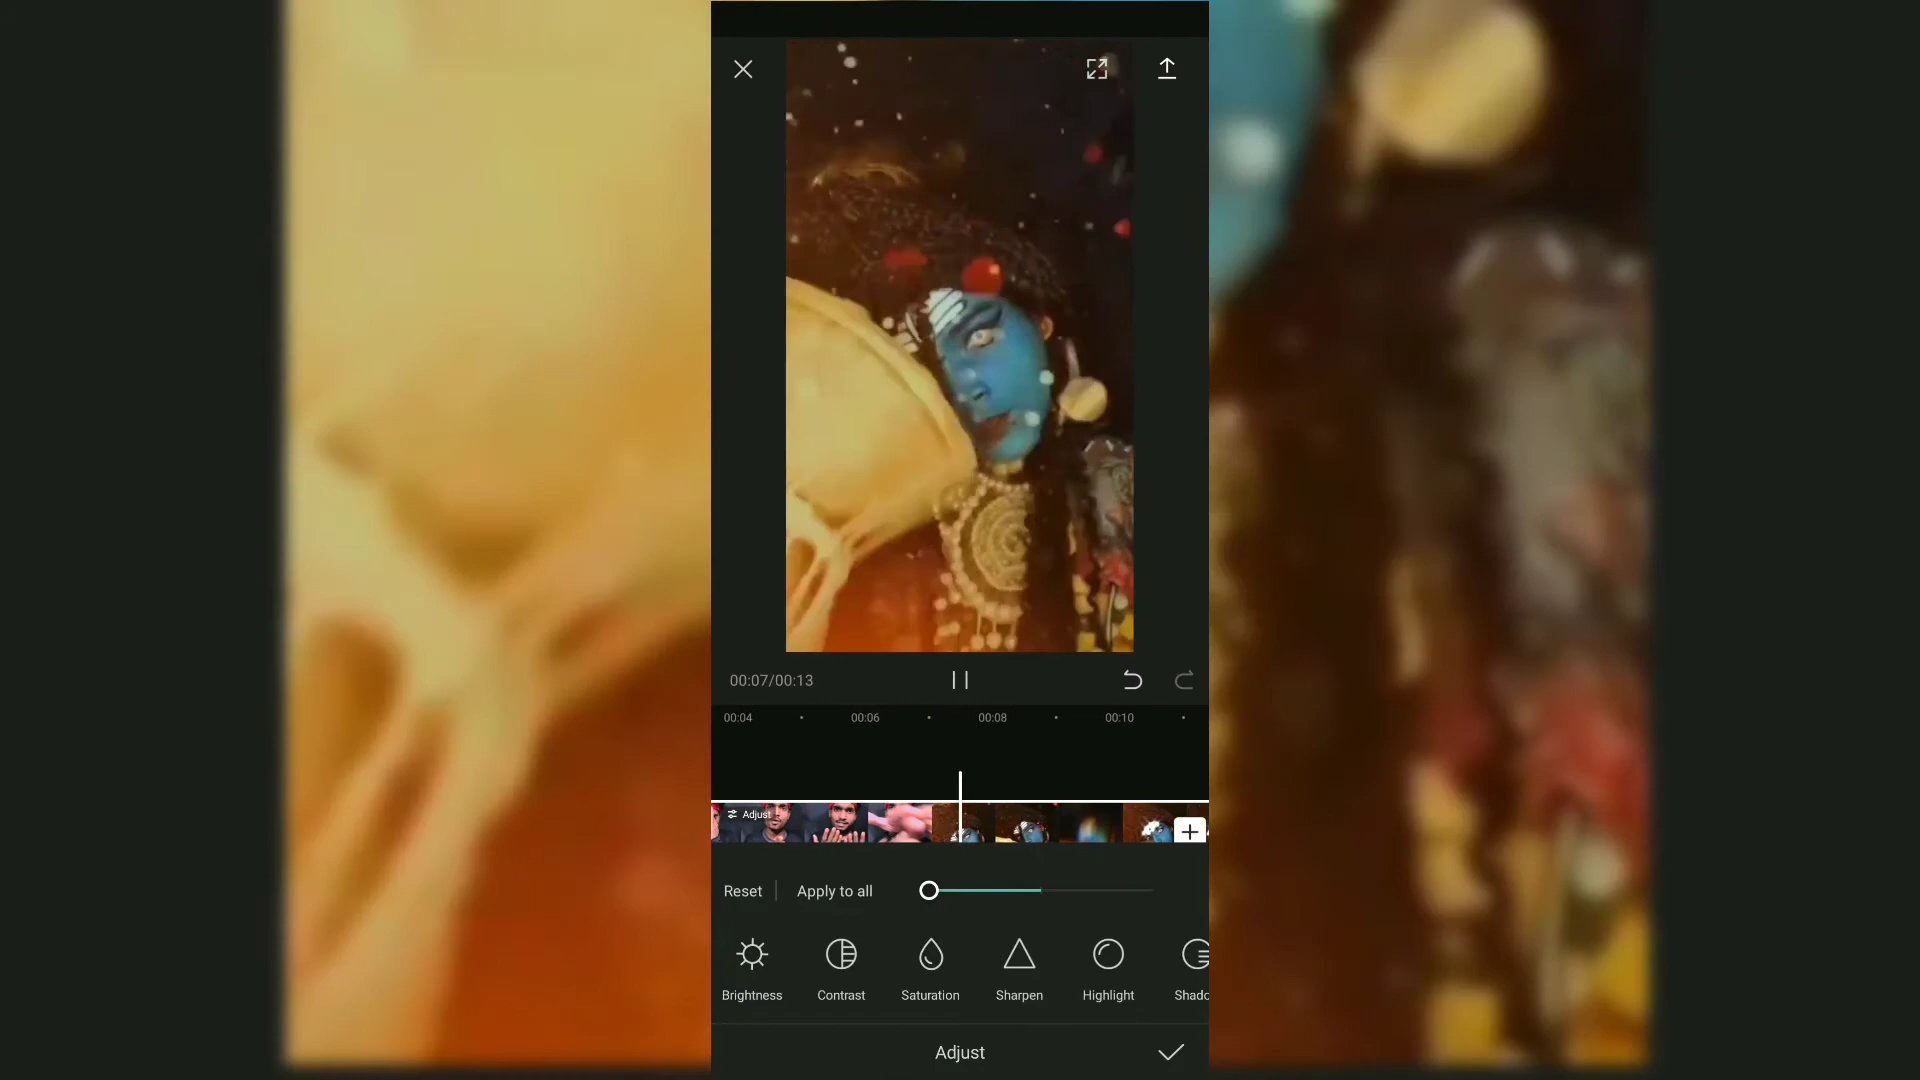 00:07/00:13
00:04 00:06 00:08 00:10
Adjust
Reset Apply to all
Brightness Contrast Saturation Sharpen Highlight Shado
Adjust